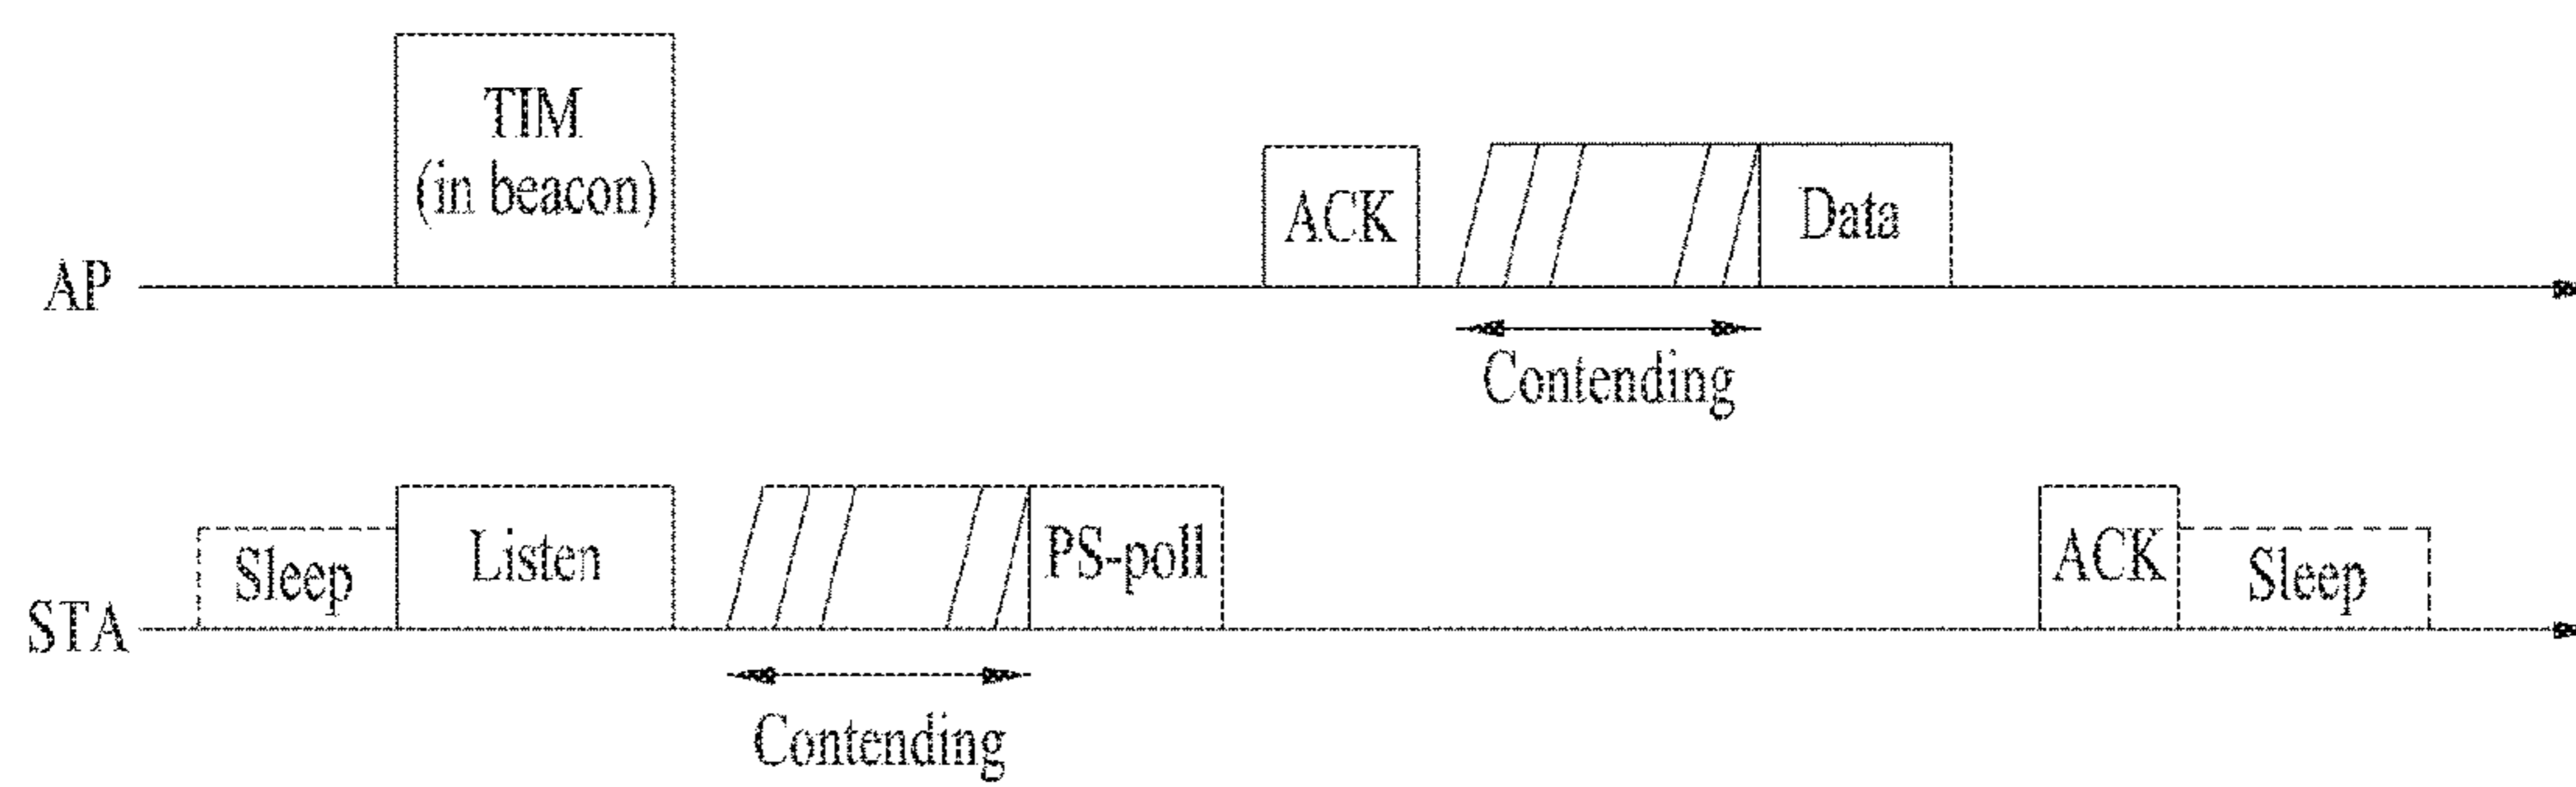 TIM
(in beacon)
ACK
Data
AP
Contending
Sleep
Listen
PS-poll
ACK
Sleep
STA
Contending